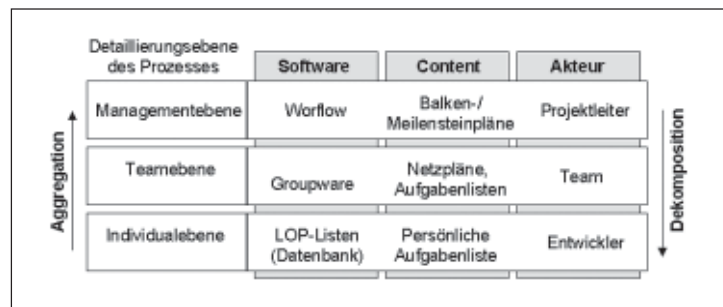 Detaillierungsebene
des Prozesses
Software
Content
Akteur
Managementebene
Worflow
Balken-/
Meilensteinpläne
Projektleiter
Teamebene
Groupware
Netzpläne,
Aufgabenlisten
Team
Individualebene
LOP-Listen
(Datenbank)
Persönliche
Aufgabenliste
Entwickler
Aggregation
Dekomposition